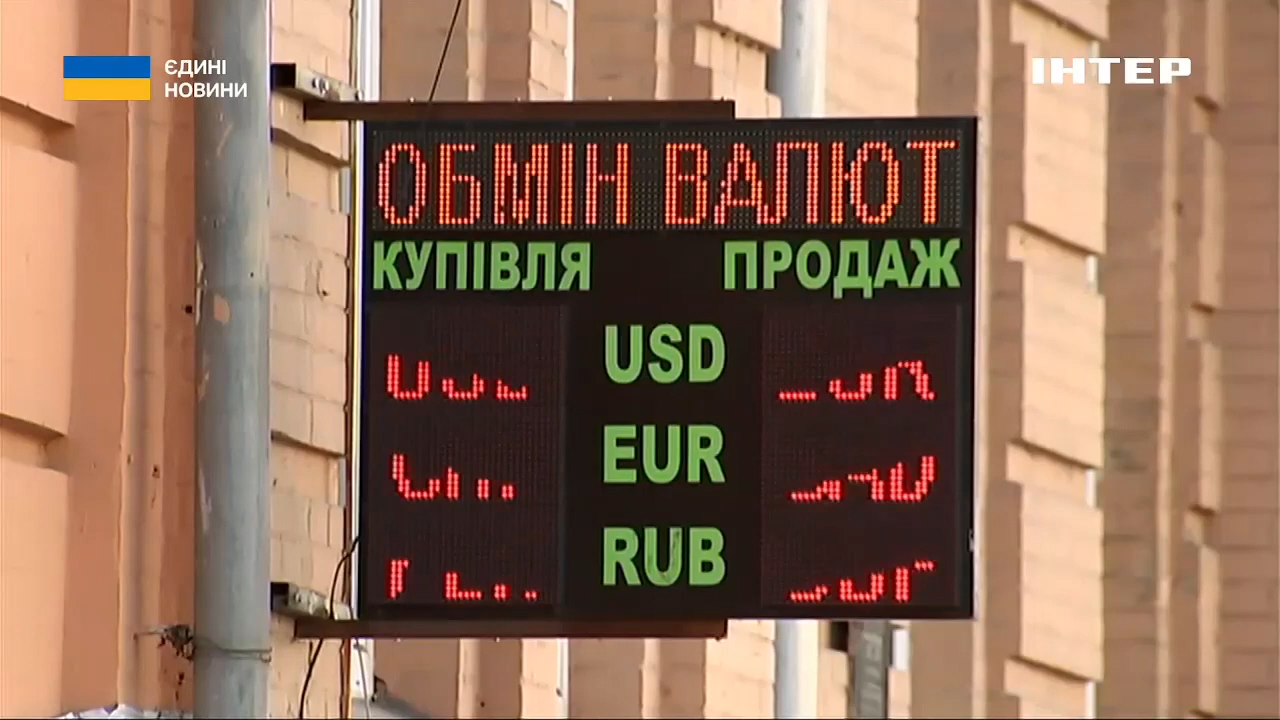 ЄДИНІ
НОВИНИ
ІНТЕР
ОБМІН ВАЛЮТ
КУПІВЛЯ ПРОДАЖ
USD
EUR
RUB